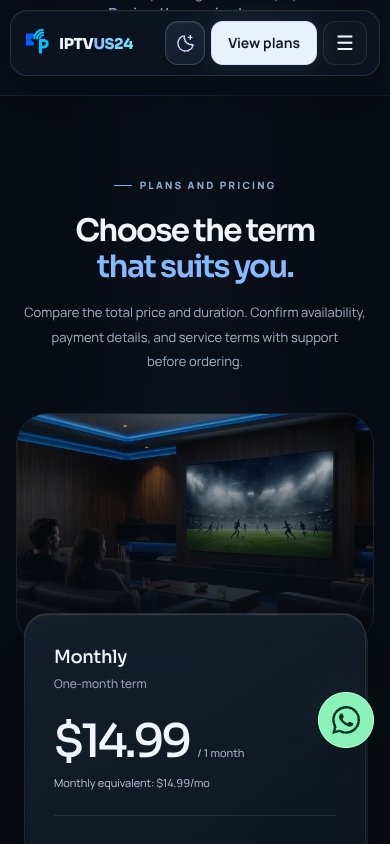 IPTVUS24
View plans
PLANS AND PRICING
Choose the term
that suits you.
Compare the total price and duration. Confirm availability,
payment details, and service terms with support
before ordering.
Monthly
One-month term
$14.99 / 1 month
Monthly equivalent: $14.99/mo